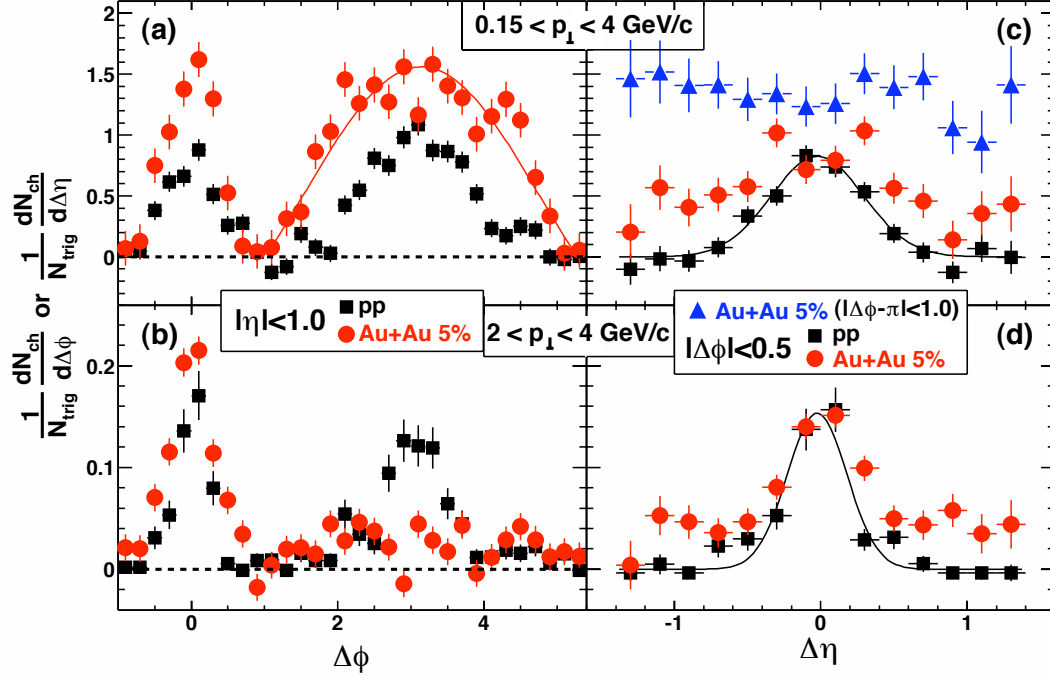 (a)
0.15 < p⊥ < 4 GeV/c
(c)
2
1.5
1
0.5
0
1/N_trig dN_ch/dΔφ or 1/N_trig dN_ch/dΔη
(b)
|η|<1.0
pp
Au+Au 5%
2 < p⊥ < 4 GeV/c
Au+Au 5% (|Δφ-π|<1.0)
|Δφ|<0.5
pp
Au+Au 5%
(d)
0.2
0.1
0
0 2 4
-1 0 1
Δφ
Δη